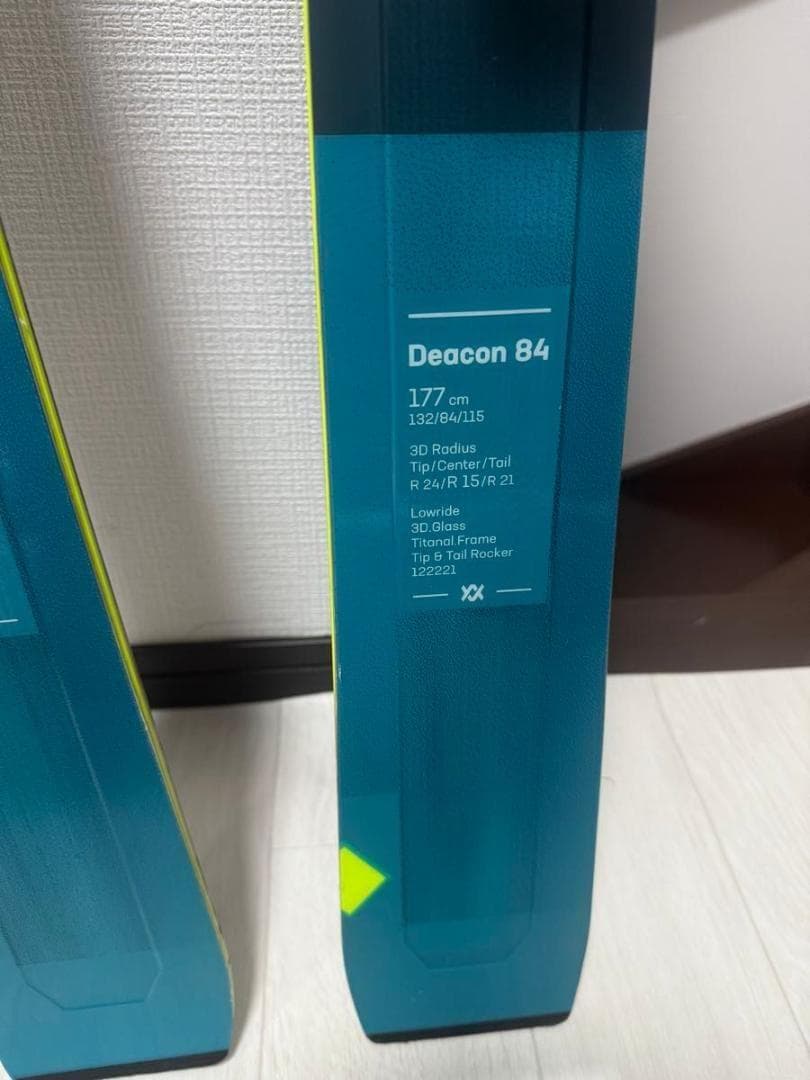 Deacon 84
177 cm
132/84/115
3D Radius
Tip/Center/Tail
R 24/R 15/R 21
Lowride
3D.Glass
Titanal.Frame
Tip & Tail Rocker
122221